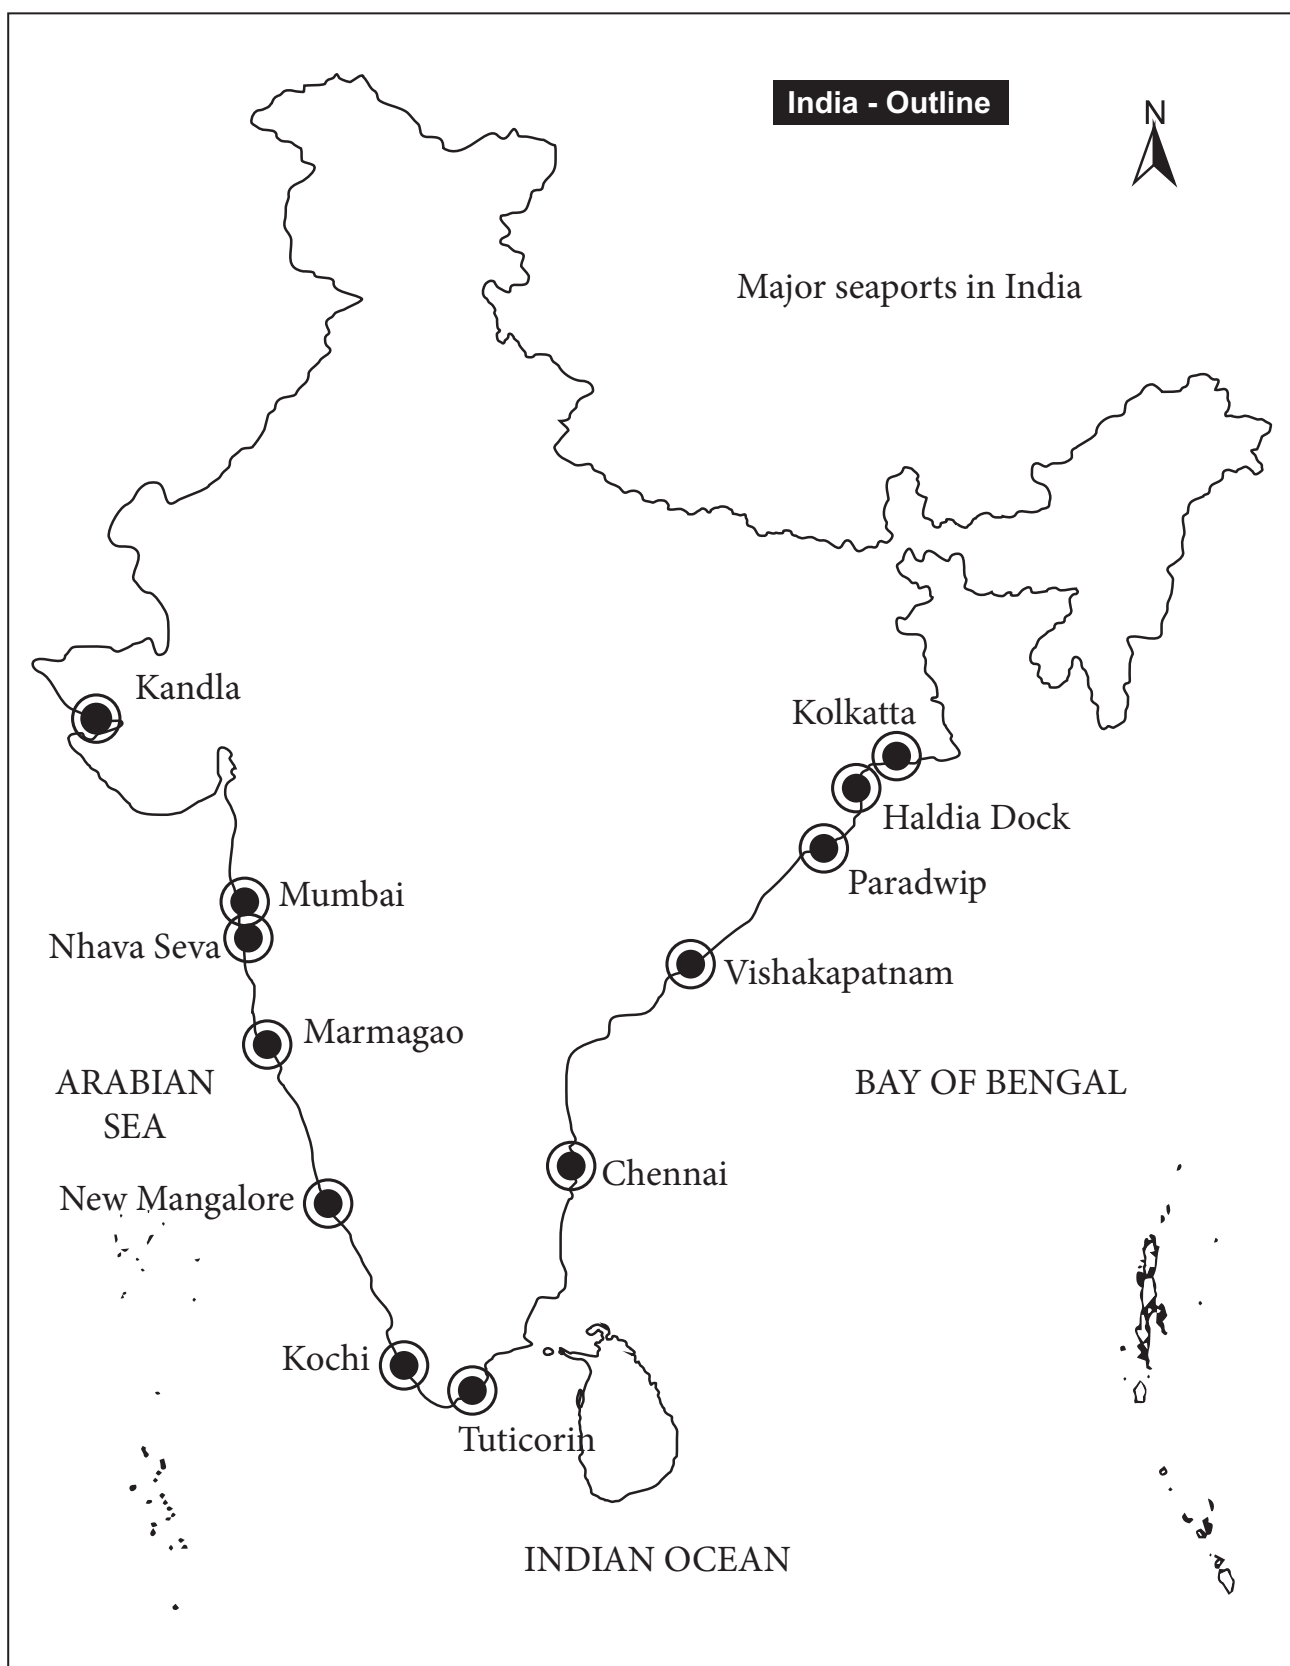 India - Outline
N
Major seaports in India
Kandla
Kolkatta
Haldia Dock
Paradwip
Mumbai
Nhava Seva
Vishakapatnam
Marmagao
ARABIAN
SEA
BAY OF BENGAL
Chennai
New Mangalore
Kochi
Tuticorin
INDIAN OCEAN